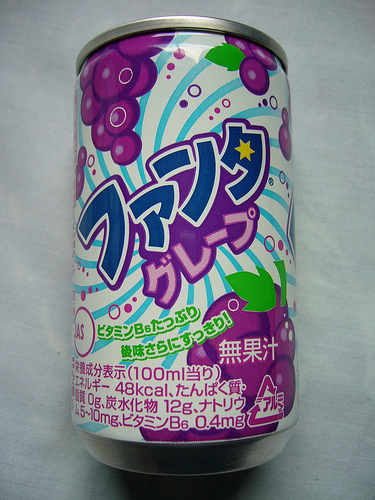 ファンタ
®
グレープ
ビタミンB6たっぷり
後味さらにすっきり!
無果汁
栄養成分表示(100ml当り)
エネルギー 48kcal、たんぱく質・
脂質 0g、炭水化物 12g、ナトリウ
ム 5~10mg、ビタミンB6 0.4mg
アルミ